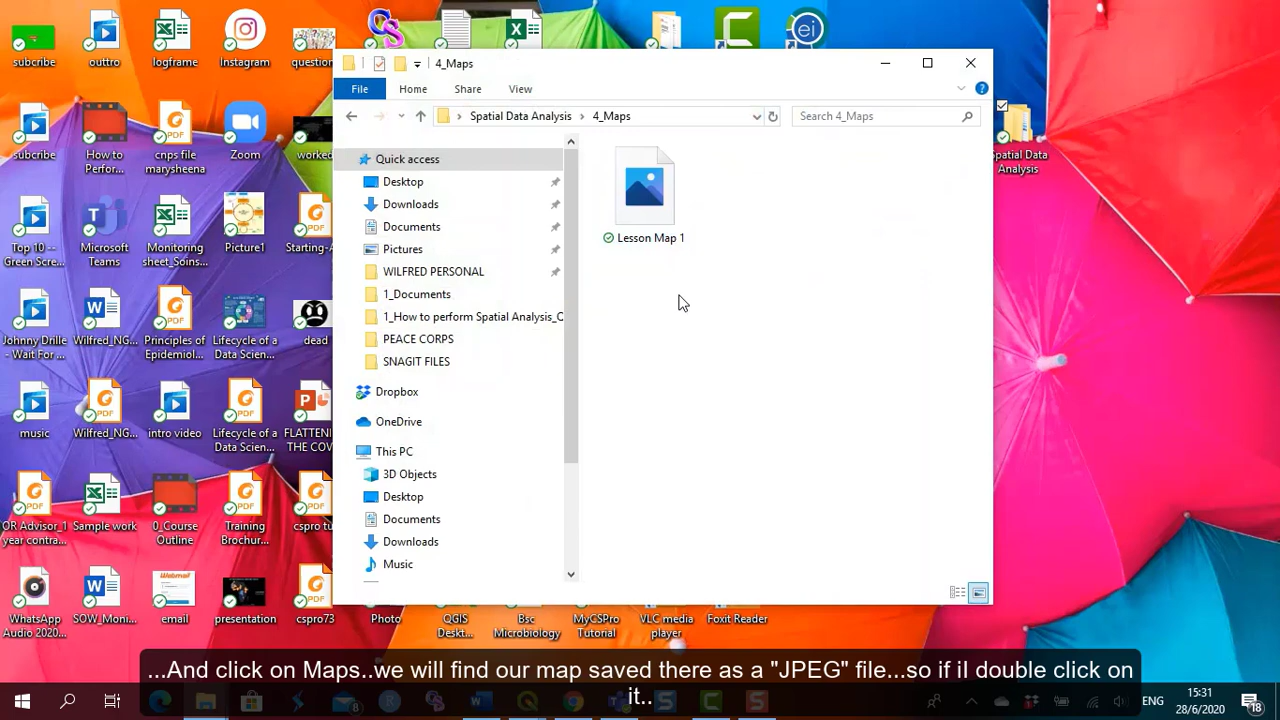 4_Maps
File
Home
Share
View
Spatial Data Analysis
4_Maps
Search 4_Maps
Quick access
Desktop
Downloads
Documents
Pictures
WILFRED PERSONAL
1_Documents
1_How to perform Spatial Analysis_C
PEACE CORPS
SNAGIT FILES
Dropbox
OneDrive
This PC
3D Objects
Desktop
Documents
Downloads
Music
Lesson Map 1
subcribe
outtro
logframe
Instagram
question
subcribe
How to
Perfor...
cnps file
marysheena
Zoom
worked
Top 10 --
Green Scre...
Microsoft
Teams
Monitoring
sheet_Soins...
Picture1
Starting-A
Johnny Drille
- Wait For ...
Wilfred_NG...
Principles of
Epidemiol...
Lifecycle of a
Data Scien...
dead
music
Wilfred_NG...
intro video
Lifecycle of a
Data Scien...
FLATTENI
THE COV
OR Advisor_1
year contra...
Sample work
0_Course
Outline
Training
Brochur...
cspro tu
WhatsApp
Audio 2020...
SOW_Moni...
email
presentation
cspro73
Photo
QGIS
Deskt...
Bsc
Microbiology
MyCSPro
Tutorial
VLC media
player
Foxit Reader
Spatial Data
Analysis
...And click on Maps..we will find our map saved there as a "JPEG" file...so if iI double click on
it..
ENG
15:31
28/6/2020
18